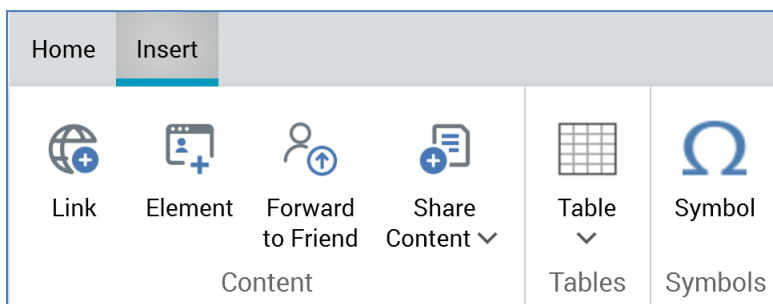 Home Insert
Link Element Forward to Friend Share Content Table Symbol
Content Tables Symbols